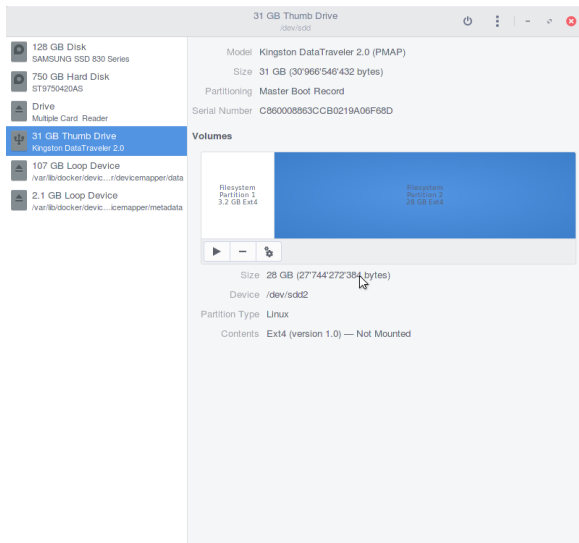 31 GB Thumb Drive
/dev/sdd
128 GB Disk
SAMSUNG SSD 830 Series
750 GB Hard Disk
ST9750420AS
Drive
Multiple Card Reader
31 GB Thumb Drive
Kingston DataTraveler 2.0
107 GB Loop Device
/var/lib/docker/devic...r/devicemapper/data
2.1 GB Loop Device
/var/lib/docker/devic...icemapper/metadata
Model Kingston DataTraveler 2.0 (PMAP)
Size 31 GB (30'966'546'432 bytes)
Partitioning Master Boot Record
Serial Number C860008863CCB0219A06F68D
Volumes
Filesystem
Partition 1
3.2 GB Ext4
Filesystem
Partition 2
28 GB Ext4
Size 28 GB (27'744'272'384 bytes)
Device /dev/sdd2
Partition Type Linux
Contents Ext4 (version 1.0) — Not Mounted